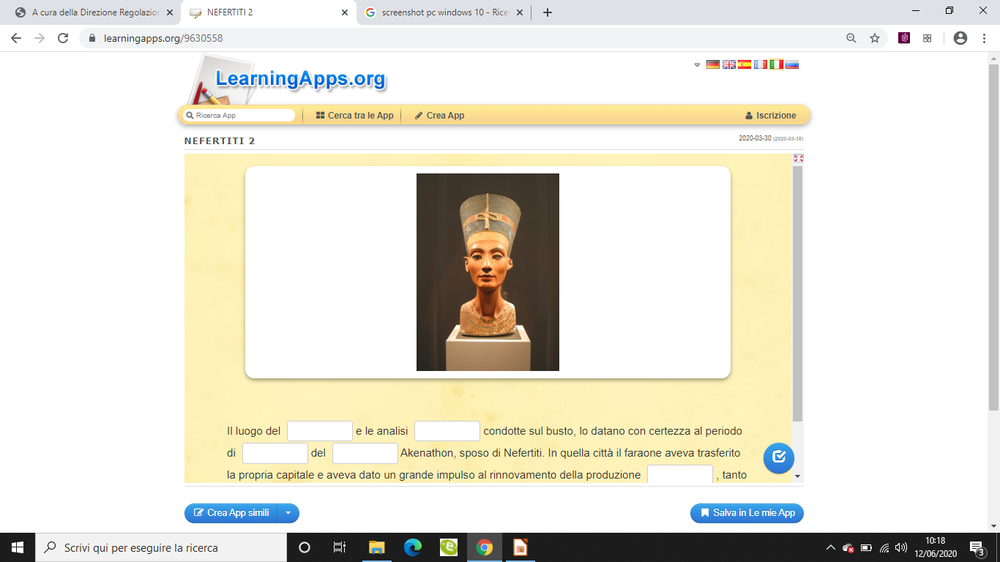 A cura della Direzione Regolazion
NEFERTITI 2
screenshot pc windows 10 - Rice
learningapps.org/9630558
LearningApps.org
Ricerca App
Cerca tra le App
Crea App
Iscrizione
NEFERTITI 2
2020-03-30 (2020-03-18)
Il luogo del e le analisi condotte sul busto, lo datano con certezza al periodo
di del Akenathon, sposo di Nefertiti. In quella città il faraone aveva trasferito
la propria capitale e aveva dato un grande impulso al rinnovamento della produzione , tanto
Crea App simili
Salva in Le mie App
Scrivi qui per eseguire la ricerca
10:18
12/06/2020
3